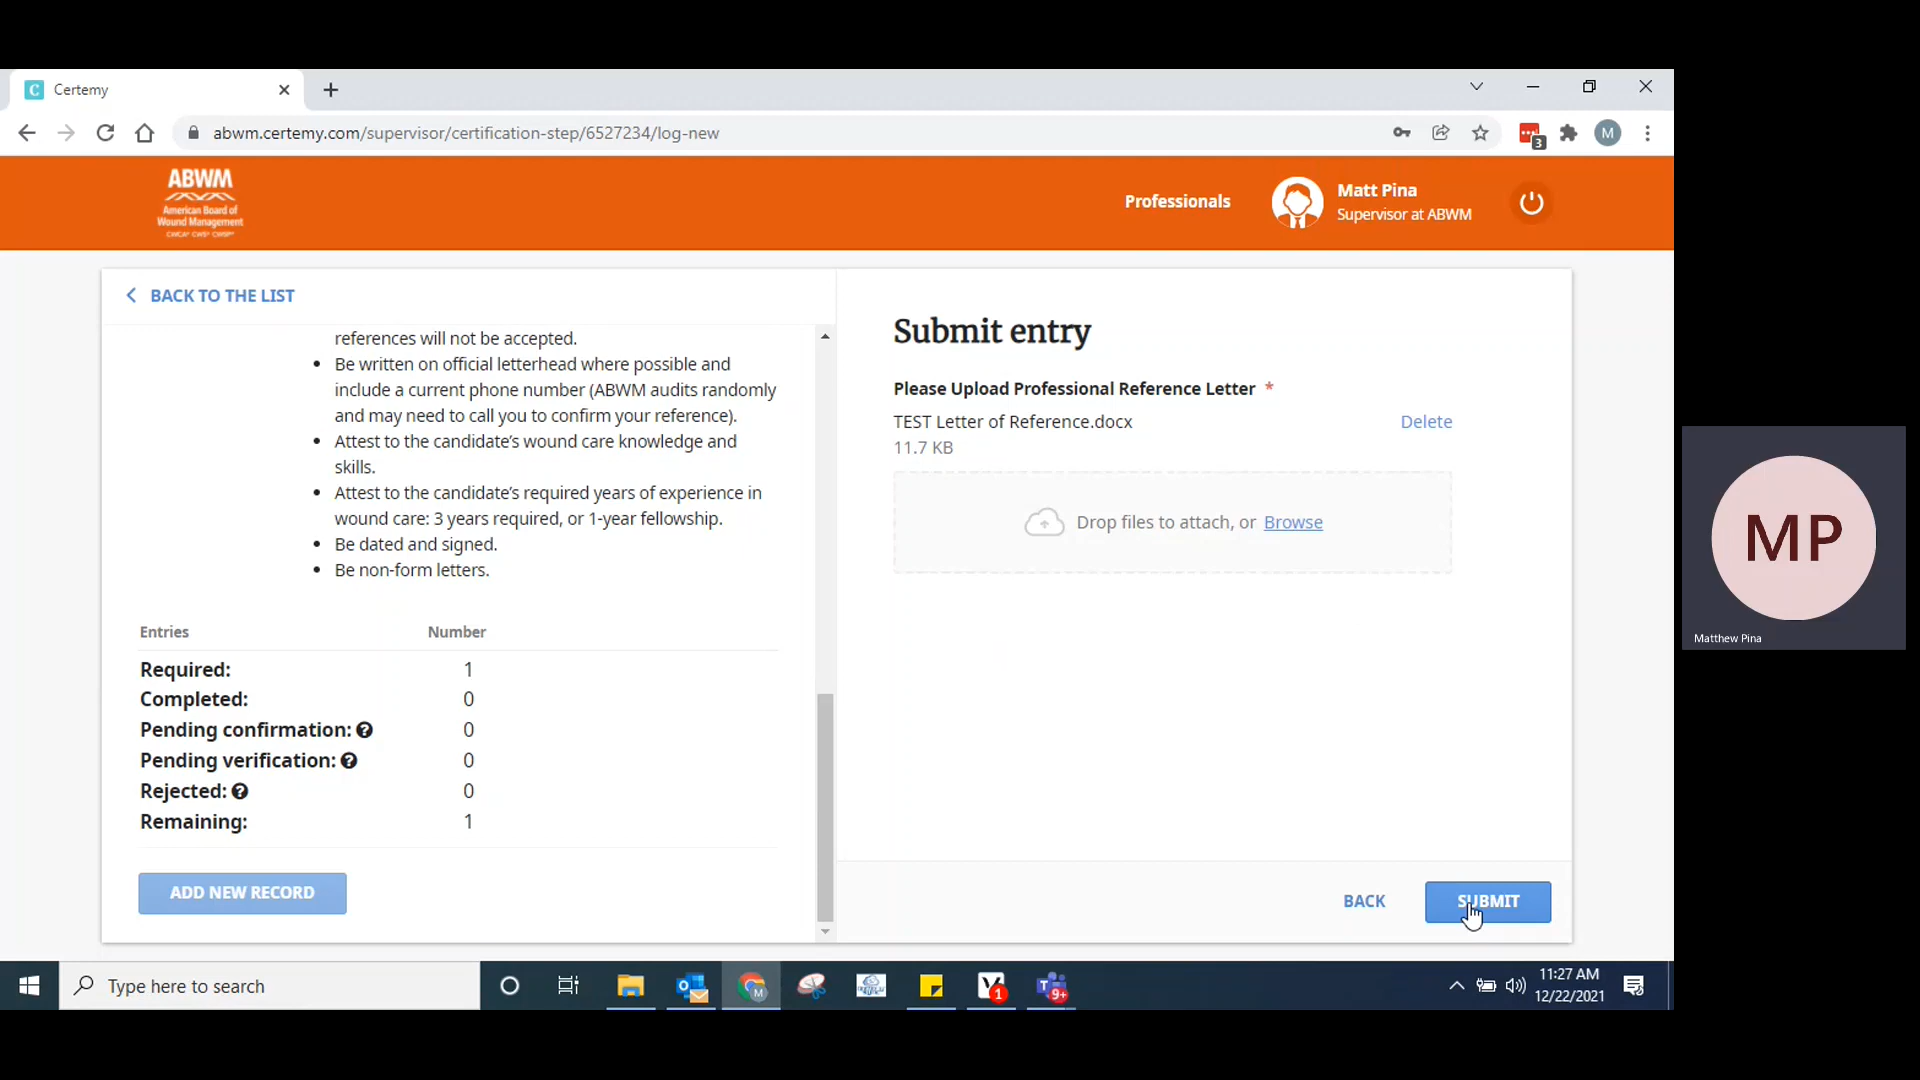 Certemy
abwm.certemy.com/supervisor/certification-step/6527234/log-new
3
M
ABWM
American Board of
Wound Management
CWCA® CWS® CWSP®
Professionals
Matt Pina
Supervisor at ABWM
BACK TO THE LIST
references will not be accepted.
• Be written on official letterhead where possible and
include a current phone number (ABWM audits randomly
and may need to call you to confirm your reference).
• Attest to the candidate's wound care knowledge and
skills.
• Attest to the candidate's required years of experience in
wound care: 3 years required, or 1-year fellowship.
• Be dated and signed.
• Be non-form letters.
Entries Number
Required: 1
Completed: 0
Pending confirmation: ? 0
Pending verification: ? 0
Rejected: ? 0
Remaining: 1
ADD NEW RECORD
Submit entry
Please Upload Professional Reference Letter *
TEST Letter of Reference.docx Delete
11.7 KB
Drop files to attach, or Browse
BACK SUBMIT
MP
Matthew Pina
Type here to search
1
9+
11:27 AM
12/22/2021